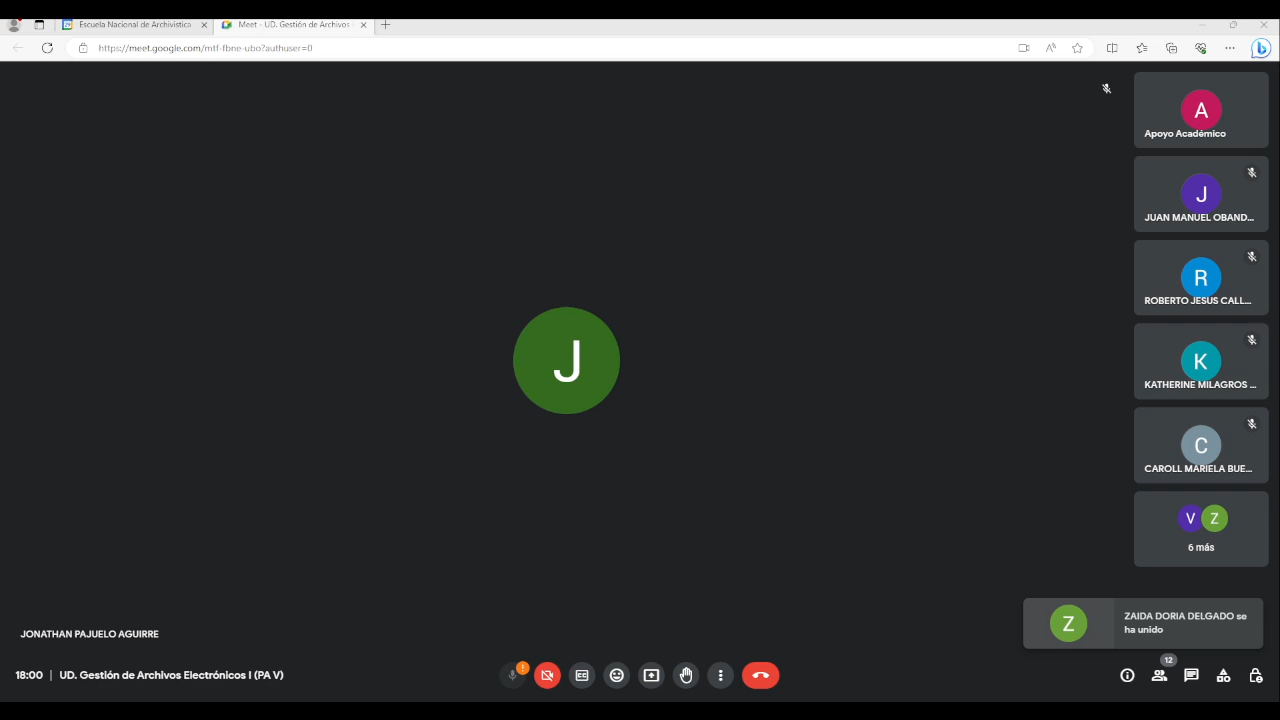 Escuela Nacional de Archivística
Meet - UD. Gestión de Archivos
https://meet.google.com/mtf-fbne-ubo?authuser=0
A
Apoyo Académico
J
JUAN MANUEL OBAND...
R
ROBERTO JESUS CALL...
K
KATHERINE MILAGROS ...
C
CAROLL MARIELA BUE...
V Z
6 más
J
JONATHAN PAJUELO AGUIRRE
Z
ZAIDA DORIA DELGADO se
ha unido
18:00 | UD. Gestión de Archivos Electrónicos I (PA V)
CC
12